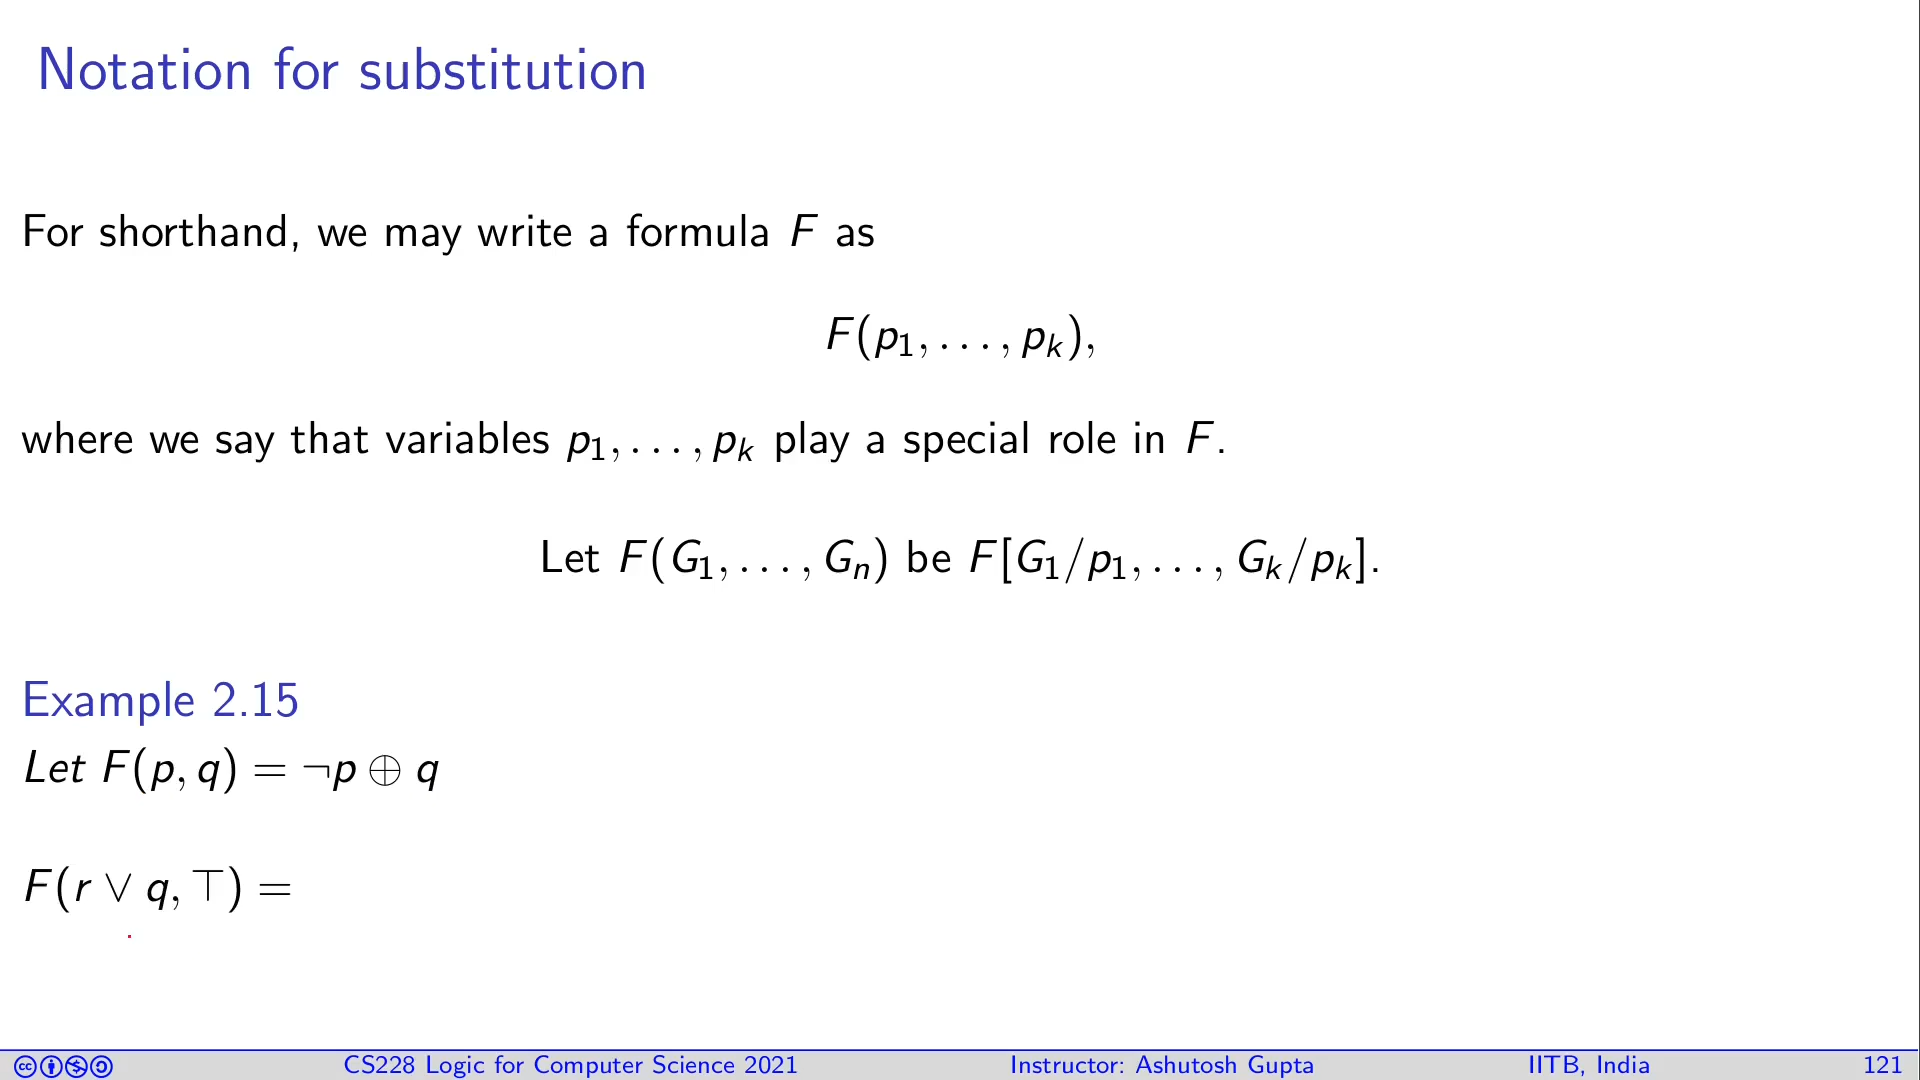 Notation for substitution
For shorthand, we may write a formula F as
F(p₁, . . . , pₖ),
where we say that variables p₁, . . . , pₖ play a special role in F.
Let F(G₁, . . . , Gₙ) be F[G₁/p₁, . . . , Gₖ/pₖ].
Example 2.15
Let F(p, q) = ¬p ⊕ q
F(r ∨ q, ⊤) =
CS228 Logic for Computer Science 2021 Instructor: Ashutosh Gupta IITB, India 121